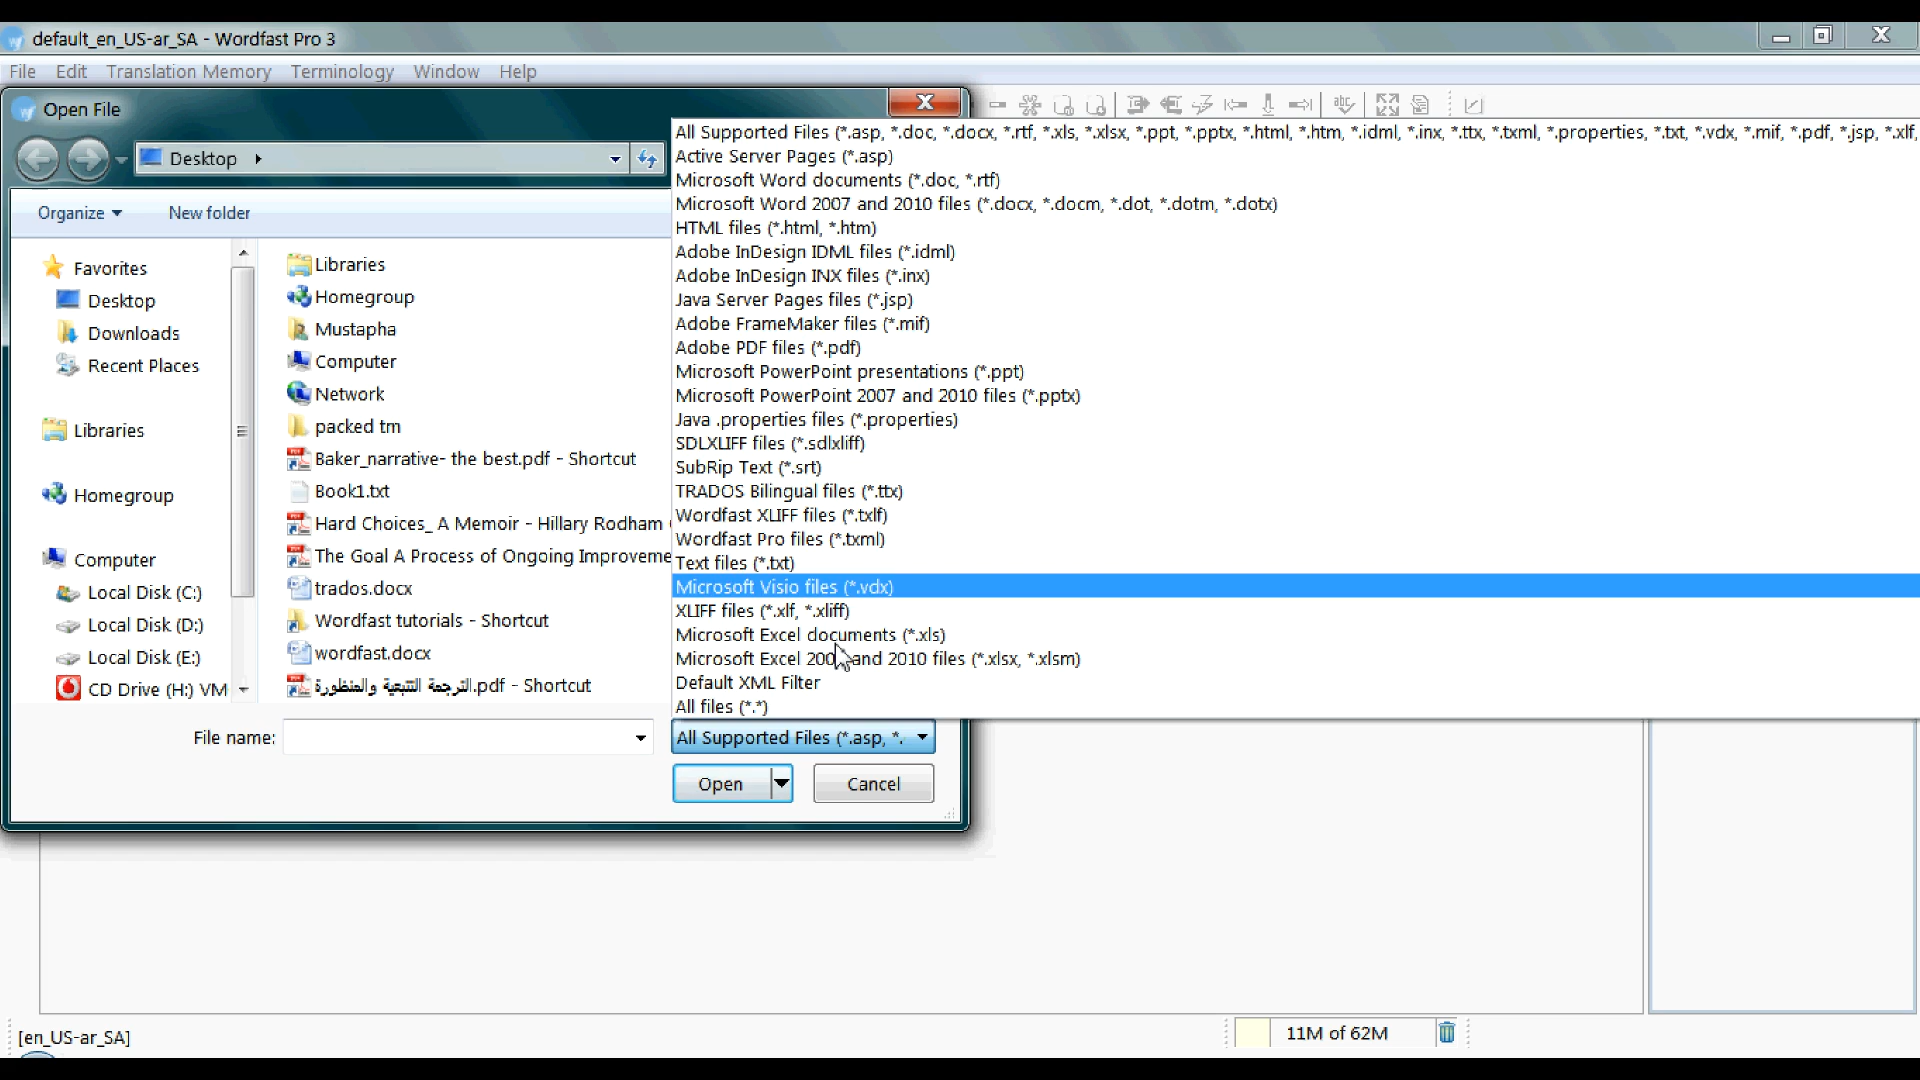 default_en_US-ar_SA - Wordfast Pro 3
File Edit Translation Memory Terminology Window Help
Open File
Desktop
Organize New folder
Favorites
Desktop
Downloads
Recent Places
Libraries
Homegroup
Computer
Local Disk (C:)
Local Disk (D:)
Local Disk (E:)
CD Drive (H:) VM
Libraries
Homegroup
Mustapha
Computer
Network
packed tm
Baker_narrative- the best.pdf - Shortcut
Book1.txt
Hard Choices_ A Memoir - Hillary Rodham
The Goal A Process of Ongoing Improveme
trados.docx
Wordfast tutorials - Shortcut
wordfast.docx
الترجمة التتبعية والمنظورة.pdf - Shortcut
All Supported Files (*.asp, *.doc, *.docx, *.rtf, *.xls, *.xlsx, *.ppt, *.pptx, *.html, *.htm, *.idml, *.inx, *.ttx, *.txml, *.properties, *.txt, *.vdx, *.mif, *.pdf, *.jsp, *.xlf,
Active Server Pages (*.asp)
Microsoft Word documents (*.doc, *.rtf)
Microsoft Word 2007 and 2010 files (*.docx, *.docm, *.dot, *.dotm, *.dotx)
HTML files (*.html, *.htm)
Adobe InDesign IDML files (*.idml)
Adobe InDesign INX files (*.inx)
Java Server Pages files (*.jsp)
Adobe FrameMaker files (*.mif)
Adobe PDF files (*.pdf)
Microsoft PowerPoint presentations (*.ppt)
Microsoft PowerPoint 2007 and 2010 files (*.pptx)
Java .properties files (*.properties)
SDLXLIFF files (*.sdlxliff)
SubRip Text (*.srt)
TRADOS Bilingual files (*.ttx)
Wordfast XLIFF files (*.txlf)
Wordfast Pro files (*.txml)
Text files (*.txt)
Microsoft Visio files (*.vdx)
XLIFF files (*.xlf, *.xliff)
Microsoft Excel documents (*.xls)
Microsoft Excel 200 and 2010 files (*.xlsx, *.xlsm)
Default XML Filter
All files (*.*)
File name:
All Supported Files (*.asp, *.
Open Cancel
[en_US-ar_SA]
11M of 62M